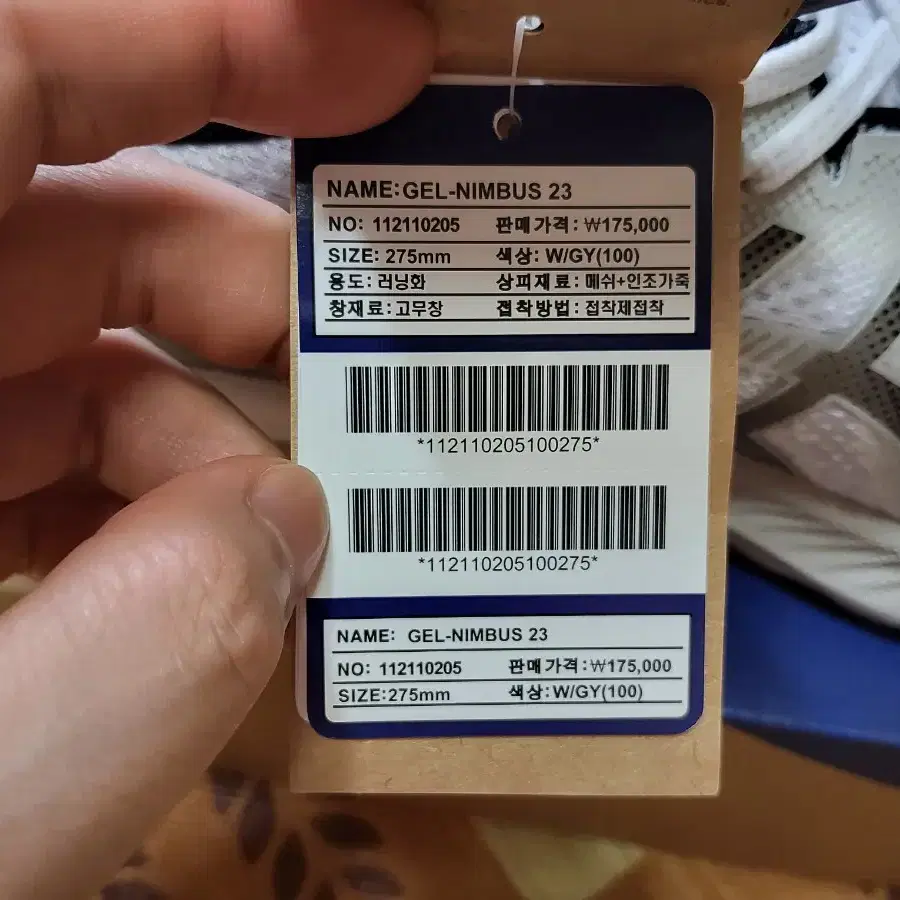 NAME:GEL-NIMBUS 23
NO: 112110205 판매가격: ₩175,000
SIZE: 275mm 색상: W/GY(100)
용도: 러닝화 상피재료: 메쉬+인조가죽
창재료: 고무창 접착방법: 접착제접착
*112110205100275*
*112110205100275*
NAME: GEL-NIMBUS 23
NO: 112110205 판매가격:₩175,000
SIZE:275mm 색상: W/GY(100)